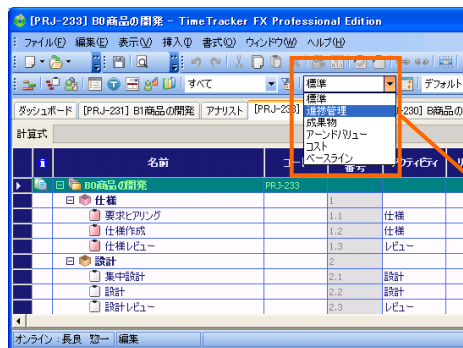 [PRJ-233] B0商品の開発 - TimeTracker FX Professional Edition
ファイル(F) 編集(E) 表示(V) 挿入(I) 書式(O) ウィンドウ(W) ヘルプ(H)
すべて 標準 デフォルト
標準
進捗管理
成果物
アーンドバリュー
コスト
ベースライン
ダッシュボード [PRJ-231] B1商品の開発 アナリスト [PRJ-233] -230] B商品の
計算式
名前 コード 番号 アクティビティ
B0商品の開発 PRJ-233
仕様 1
要求ヒアリング 1.1 仕様
仕様作成 1.2 仕様
仕様レビュー 1.3 レビュー
設計 2
集中設計 2.1 設計
設計 2.2 設計
設計レビュー 2.3 レビュー
オンライン : 長良 惣一 編集